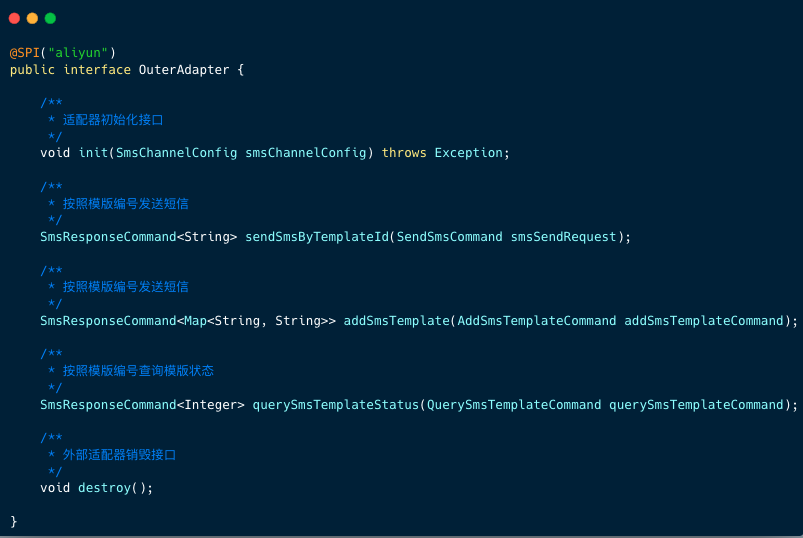 @SPI("aliyun")
public interface OuterAdapter {
/**
* 适配器初始化接口
*/
void init(SmsChannelConfig smsChannelConfig) throws Exception;
/**
* 按照模版编号发送短信
*/
SmsResponseCommand<String> sendSmsByTemplateId(SendSmsCommand smsSendRequest);
/**
* 按照模版编号发送短信
*/
SmsResponseCommand<Map<String, String>> addSmsTemplate(AddSmsTemplateCommand addSmsTemplateCommand);
/**
* 按照模版编号查询模版状态
*/
SmsResponseCommand<Integer> querySmsTemplateStatus(QuerySmsTemplateCommand querySmsTemplateCommand);
/**
* 外部适配器销毁接口
*/
void destroy();
}